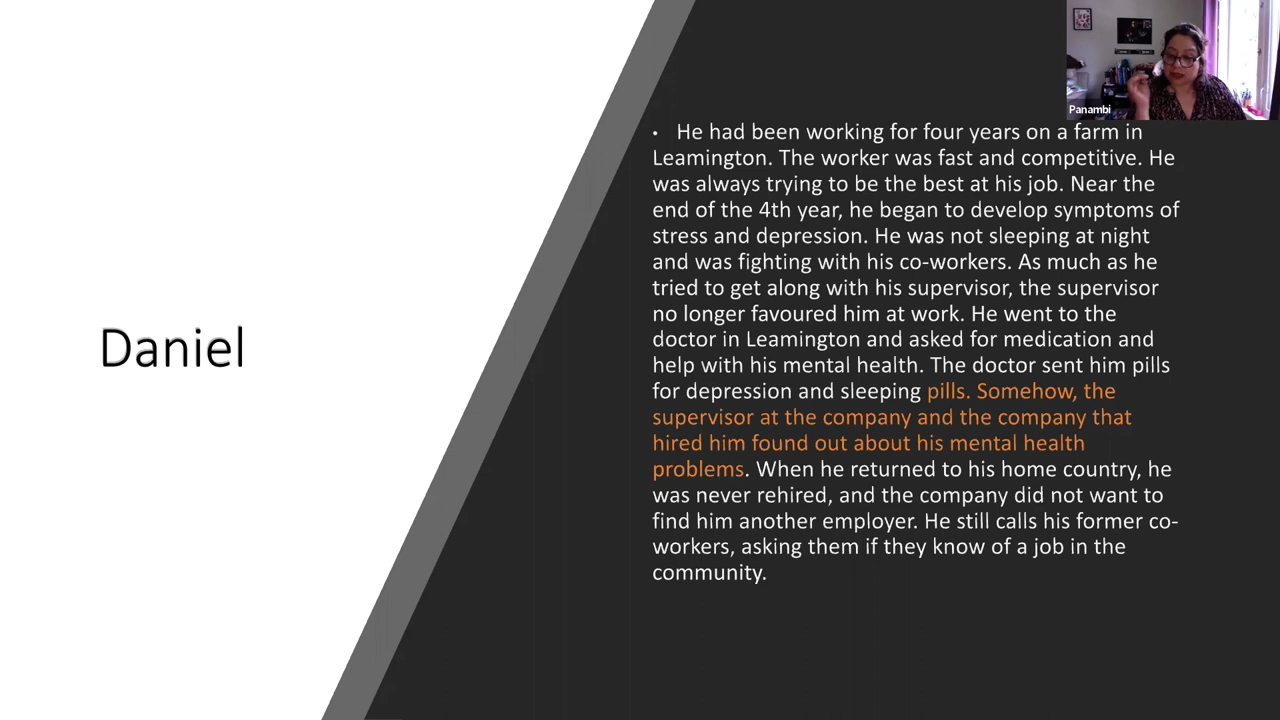 Panambi
Daniel
• He had been working for four years on a farm in
Leamington. The worker was fast and competitive. He
was always trying to be the best at his job. Near the
end of the 4th year, he began to develop symptoms of
stress and depression. He was not sleeping at night
and was fighting with his co-workers. As much as he
tried to get along with his supervisor, the supervisor
no longer favoured him at work. He went to the
doctor in Leamington and asked for medication and
help with his mental health. The doctor sent him pills
for depression and sleeping pills. Somehow, the
supervisor at the company and the company that
hired him found out about his mental health
problems. When he returned to his home country, he
was never rehired, and the company did not want to
find him another employer. He still calls his former co-
workers, asking them if they know of a job in the
community.